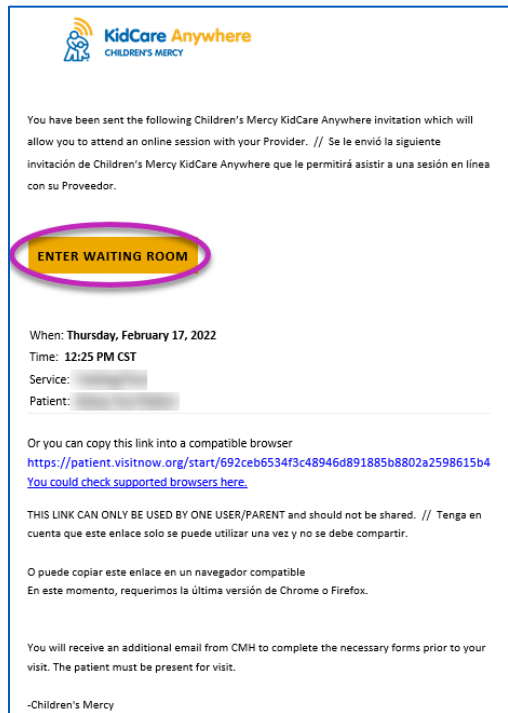 KidCare Anywhere
CHILDREN'S MERCY
You have been sent the following Children's Mercy KidCare Anywhere invitation which will
allow you to attend an online session with your Provider. // Se le envió la siguiente
invitación de Children's Mercy KidCare Anywhere que le permitirá asistir a una sesión en línea
con su Proveedor.
ENTER WAITING ROOM
When: Thursday, February 17, 2022
Time: 12:25 PM CST
Service:
Patient:
Or you can copy this link into a compatible browser
https://patient.visitnow.org/start/692ceb6534f3c48946d891885b8802a2598615b4
You could check supported browsers here.
THIS LINK CAN ONLY BE USED BY ONE USER/PARENT and should not be shared. // Tenga en
cuenta que este enlace solo se puede utilizar una vez y no se debe compartir.
O puede copiar este enlace en un navegador compatible
En este momento, requerimos la última versión de Chrome o Firefox.
You will receive an additional email from CMH to complete the necessary forms prior to your
visit. The patient must be present for visit.
-Children's Mercy